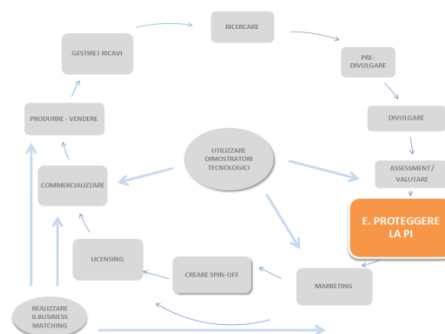 RICERCARE
PRE-
DIVULGARE
DIVULGARE
ASSESSMENT /
VALUTARE
E. PROTEGGERE
LA PI
MARKETING
CREARE SPIN-OFF
LICENSING
COMMERCIALIZZARE
PRODURRE - VENDERE
GESTIRE I RICAVI
UTILIZZARE
DIMOSTRATORI
TECNOLOGICI
REALIZZARE
IL BUSINESS
MATCHING